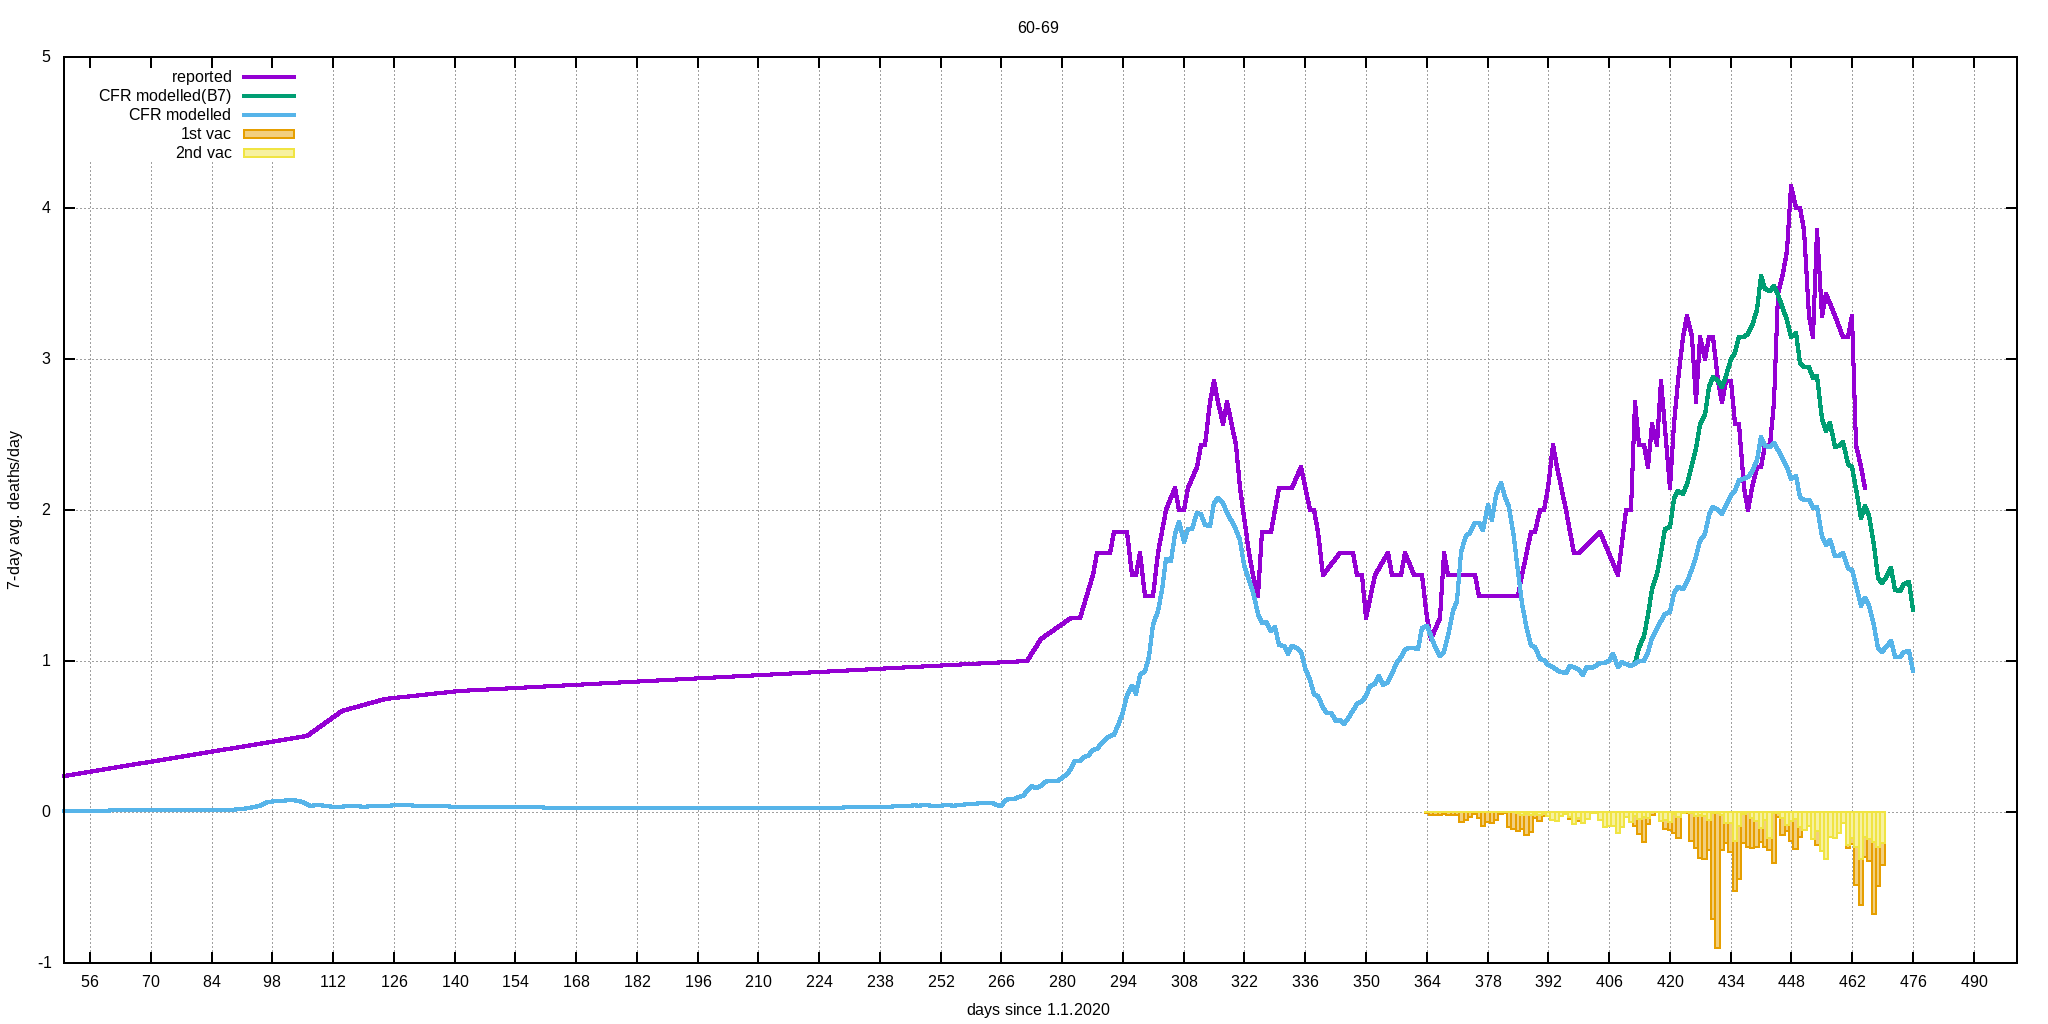 60-69
reported
CFR modelled(B7)
CFR modelled
1st vac
2nd vac
5
4
3
2
1
0
-1
7-day avg. deaths/day
56 70 84 98 112 126 140 154 168 182 196 210 224 238 252 266 280 294 308 322 336 350 364 378 392 406 420 434 448 462 476 490
days since 1.1.2020